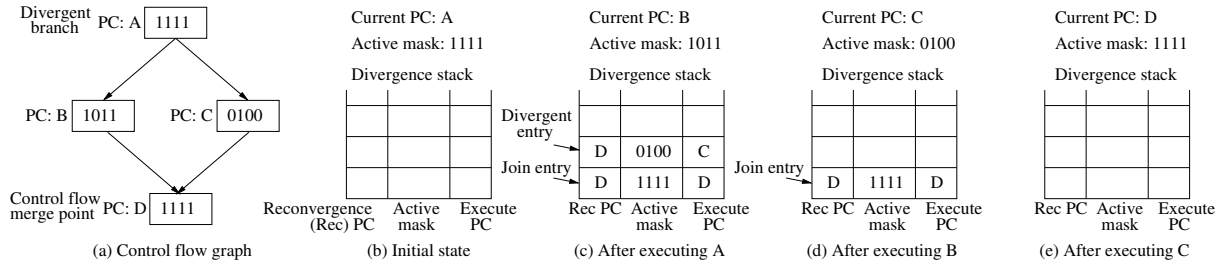 Divergent
branch
PC: A
1111
PC: B
1011
PC: C
0100
Control flow
merge point
PC: D
1111
(a) Control flow graph
Current PC: A
Active mask: 1111
Divergence stack
Reconvergence
(Rec) PC
Active
mask
Execute
PC
(b) Initial state
Current PC: B
Active mask: 1011
Divergence stack
Divergent
entry
D 0100 C
Join entry
D 1111 D
Rec PC
Active
mask
Execute
PC
(c) After executing A
Current PC: C
Active mask: 0100
Divergence stack
Join entry
D 1111 D
Rec PC
Active
mask
Execute
PC
(d) After executing B
Current PC: D
Active mask: 1111
Divergence stack
Rec PC
Active
mask
Execute
PC
(e) After executing C